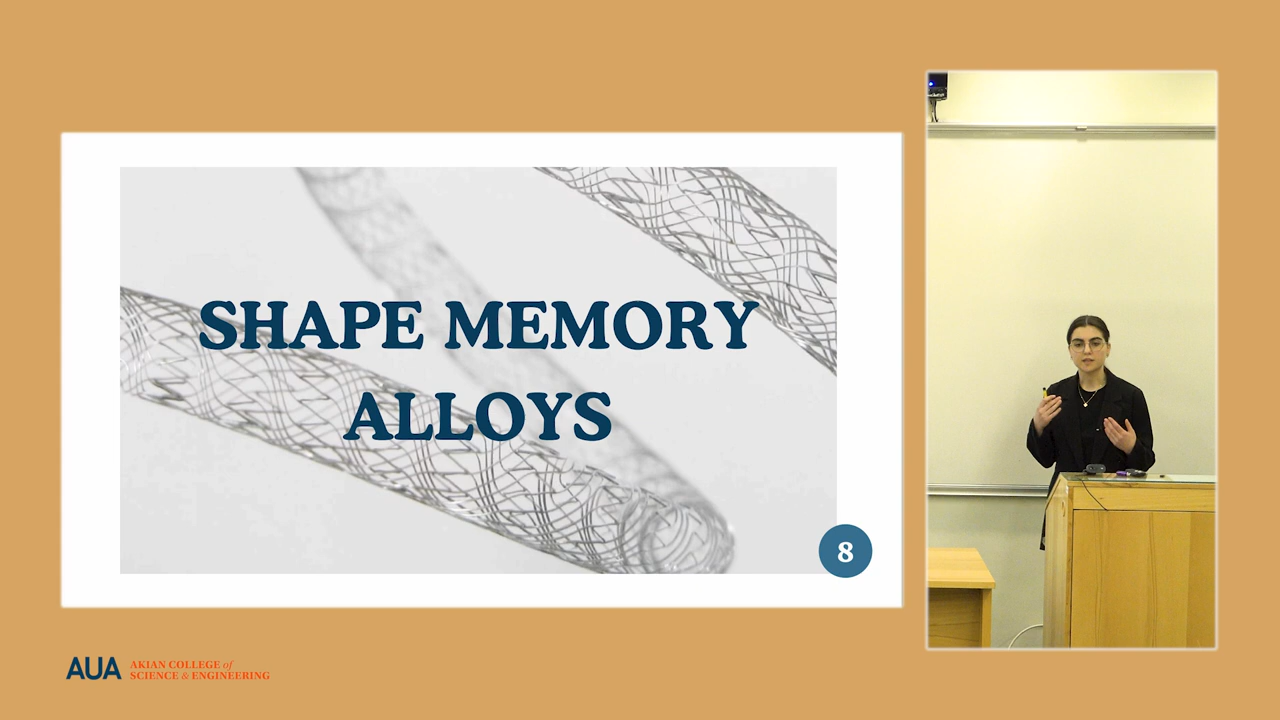 SHAPE MEMORY
ALLOYS
8
AUA
AKIAN COLLEGE of
SCIENCE & ENGINEERING